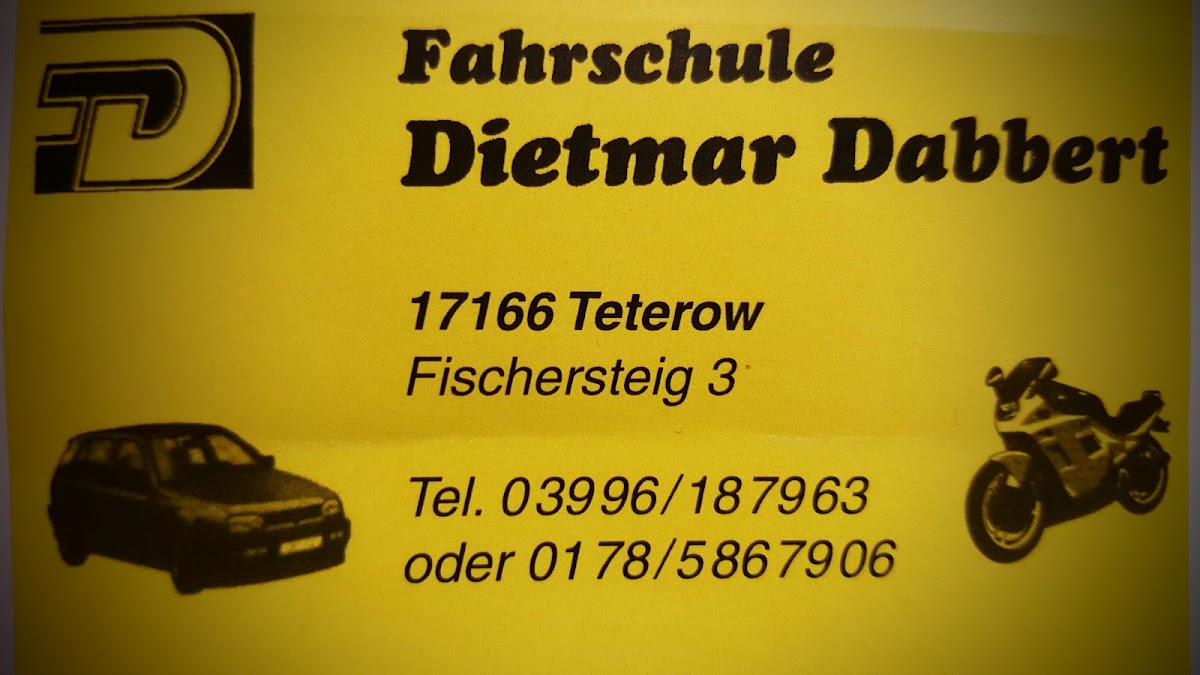 Fahrschule
Dietmar Dabbert
17166 Teterow
Fischersteig 3
Tel. 03996/187963
oder 0178/5867906